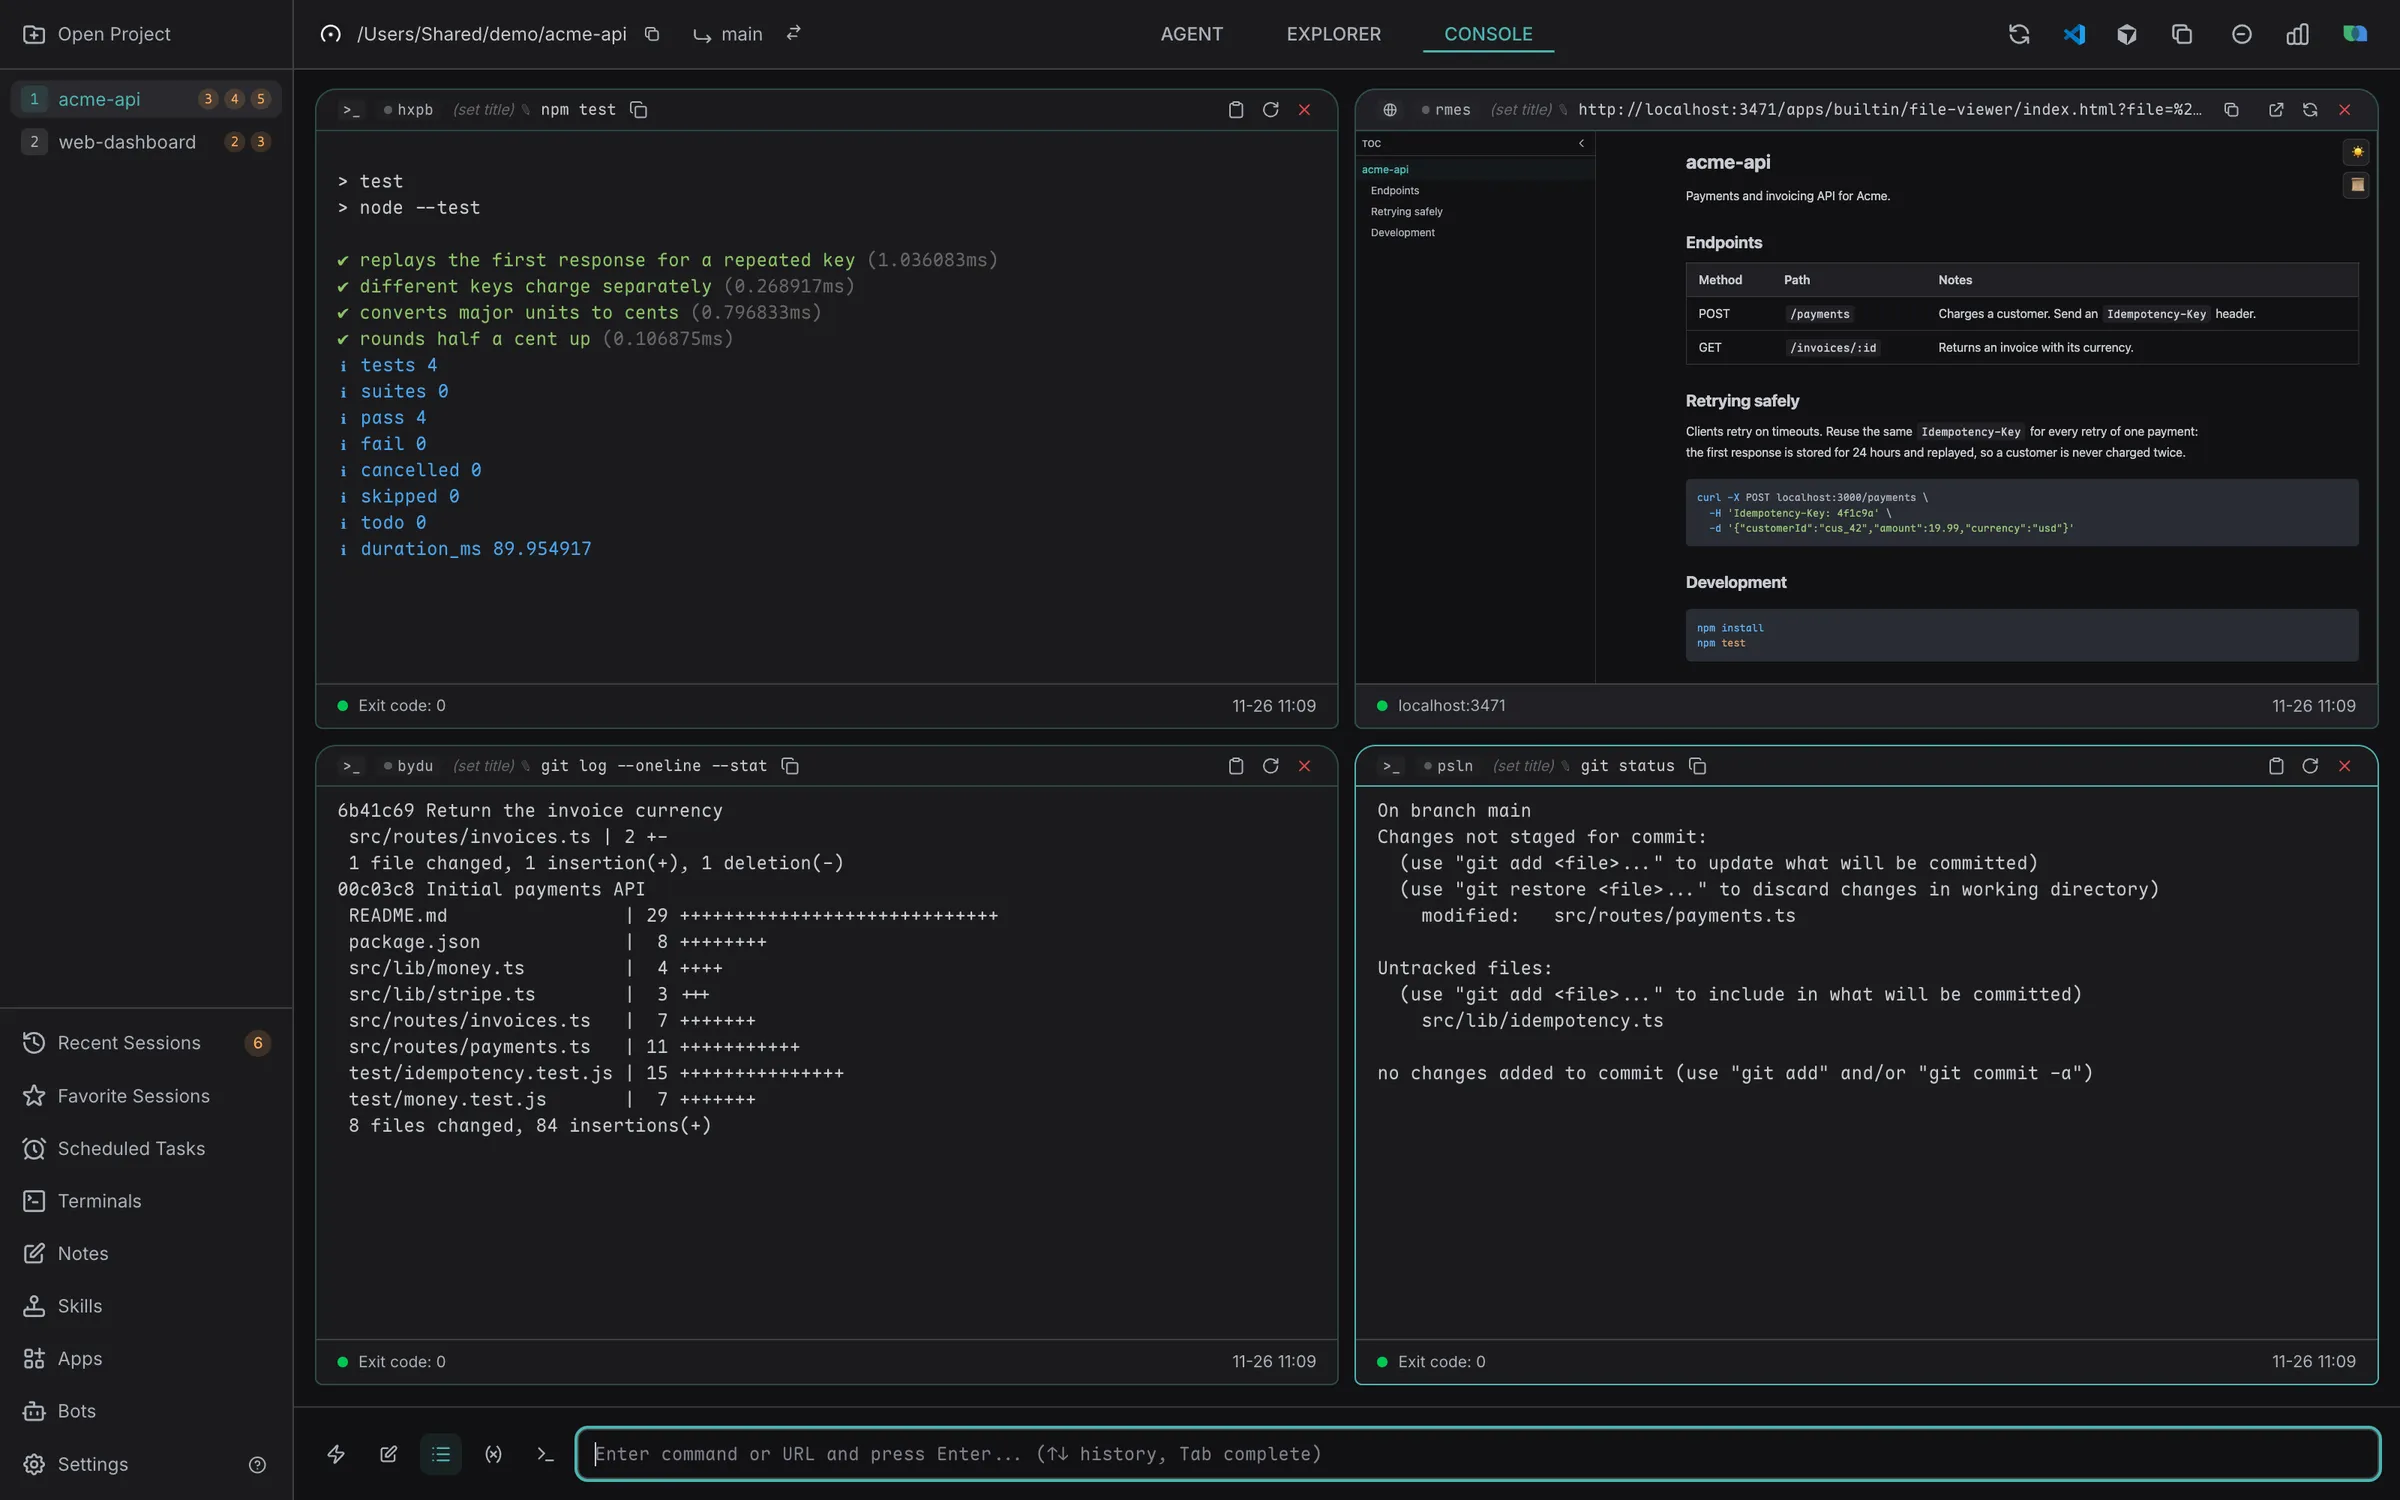 Open Project
/Users/Shared/demo/acme-api
main
AGENT
EXPLORER
CONSOLE
1 acme-api 3 4 5
2 web-dashboard 2 3
>_ hxpb (set title) npm test
> test
> node --test
✔ replays the first response for a repeated key (1.036083ms)
✔ different keys charge separately (0.268917ms)
✔ converts major units to cents (0.796833ms)
✔ rounds half a cent up (0.106875ms)
ℹ tests 4
ℹ suites 0
ℹ pass 4
ℹ fail 0
ℹ cancelled 0
ℹ skipped 0
ℹ todo 0
ℹ duration_ms 89.954917
Exit code: 0
11-26 11:09
rmes (set title) http://localhost:3471/apps/builtin/file-viewer/index.html?file=%2…
TOC
acme-api
Endpoints
Retrying safely
Development
acme-api
Payments and invoicing API for Acme.
Endpoints
Method Path Notes
POST /payments Charges a customer. Send an Idempotency-Key header.
GET /invoices/:id Returns an invoice with its currency.
Retrying safely
Clients retry on timeouts. Reuse the same Idempotency-Key for every retry of one payment:
the first response is stored for 24 hours and replayed, so a customer is never charged twice.
curl -X POST localhost:3000/payments \
-H 'Idempotency-Key: 4f1c9a' \
-d '{"customerId":"cus_42","amount":19.99,"currency":"usd"}'
Development
npm install
npm test
localhost:3471
11-26 11:09
>_ bydu (set title) git log --oneline --stat
6b41c69 Return the invoice currency
src/routes/invoices.ts | 2 +-
1 file changed, 1 insertion(+), 1 deletion(-)
00c03c8 Initial payments API
README.md | 29 +++++++++++++++++++++++++++++
package.json | 8 ++++++++
src/lib/money.ts | 4 ++++
src/lib/stripe.ts | 3 +++
src/routes/invoices.ts | 7 +++++++
src/routes/payments.ts | 11 +++++++++++
test/idempotency.test.js | 15 +++++++++++++++
test/money.test.js | 7 +++++++
8 files changed, 84 insertions(+)
Exit code: 0
11-26 11:09
>_ psln (set title) git status
On branch main
Changes not staged for commit:
(use "git add <file>..." to update what will be committed)
(use "git restore <file>..." to discard changes in working directory)
modified: src/routes/payments.ts
Untracked files:
(use "git add <file>..." to include in what will be committed)
src/lib/idempotency.ts
no changes added to commit (use "git add" and/or "git commit -a")
Exit code: 0
11-26 11:09
Recent Sessions 6
Favorite Sessions
Scheduled Tasks
Terminals
Notes
Skills
Apps
Bots
Settings
Enter command or URL and press Enter... (↑↓ history, Tab complete)